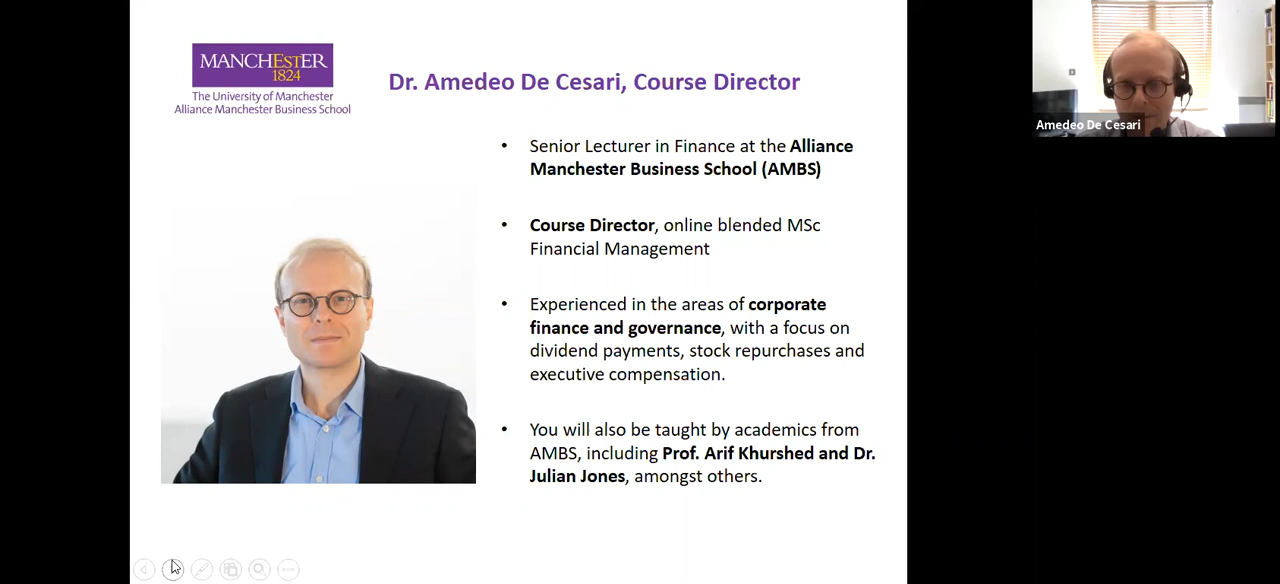 MANCHEStER
1824
The University of Manchester
Alliance Manchester Business School
Dr. Amedeo De Cesari, Course Director
• Senior Lecturer in Finance at the Alliance
Manchester Business School (AMBS)
• Course Director, online blended MSc
Financial Management
• Experienced in the areas of corporate
finance and governance, with a focus on
dividend payments, stock repurchases and
executive compensation.
• You will also be taught by academics from
AMBS, including Prof. Arif Khurshed and Dr.
Julian Jones, amongst others.
Amedeo De Cesari